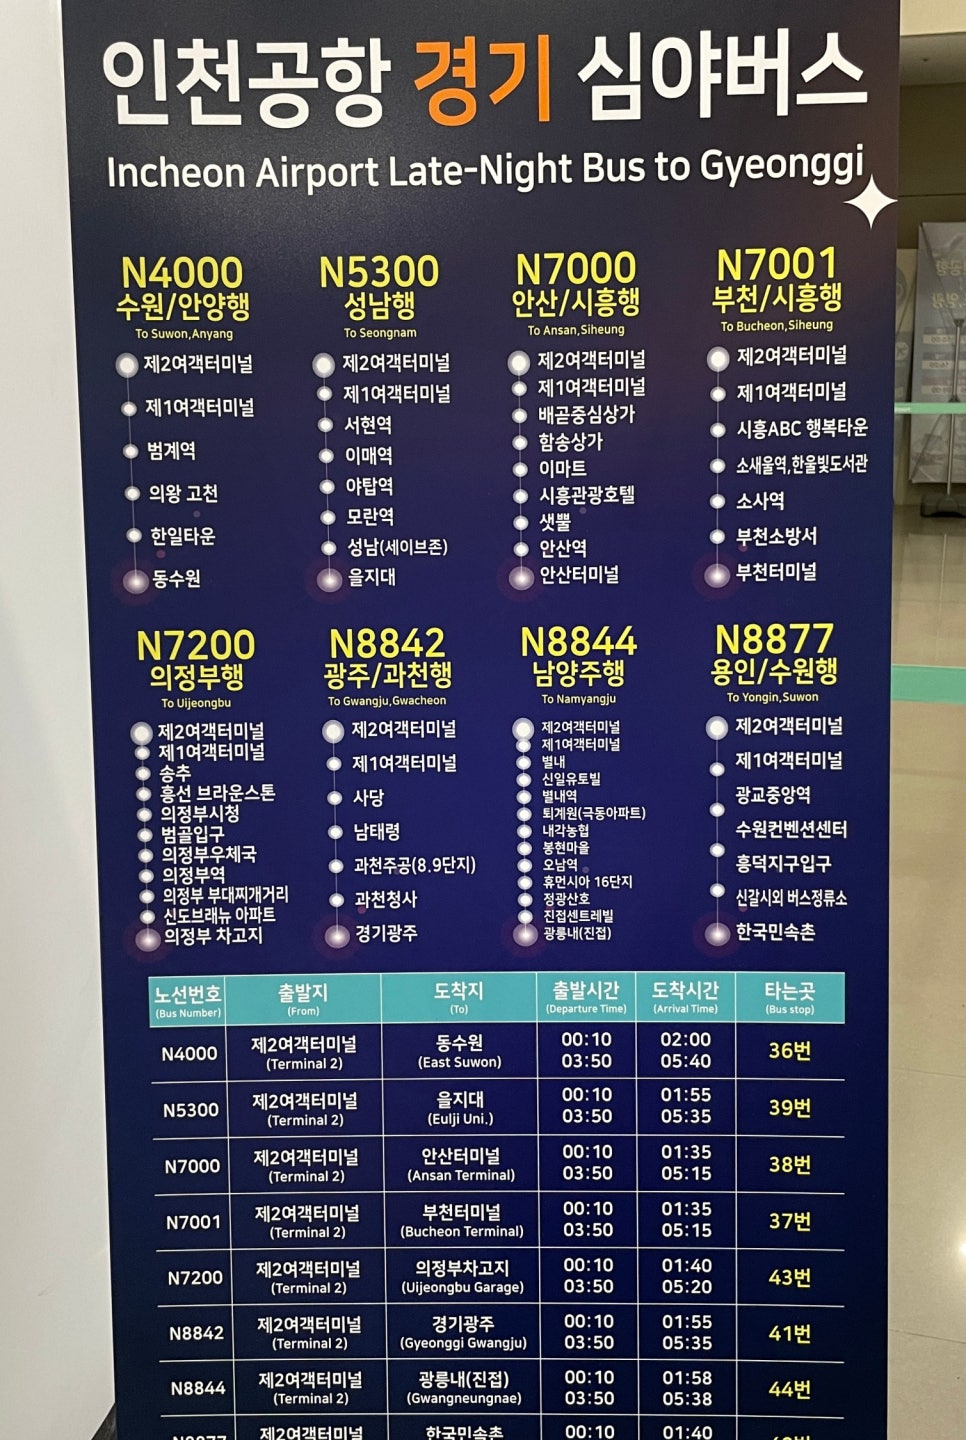 인천공항 경기 심야버스
Incheon Airport Late-Night Bus to Gyeonggi
N4000
수원/안양행
To Suwon,Anyang
제2여객터미널
제1여객터미널
범계역
의왕 고천
한일타운
동수원
N5300
성남행
To Seongnam
제2여객터미널
제1여객터미널
서현역
이매역
야탑역
모란역
성남(세이브존)
을지대
N7000
안산/시흥행
To Ansan,Siheung
제2여객터미널
제1여객터미널
배곧중심상가
함송상가
이마트
시흥관광호텔
샛뿔
안산역
안산터미널
N7001
부천/시흥행
To Bucheon,Siheung
제2여객터미널
제1여객터미널
시흥ABC 행복타운
소새울역,한울빛도서관
소사역
부천소방서
부천터미널
N7200
의정부행
To Uijeongbu
제2여객터미널
제1여객터미널
송추
흥선 브라운스톤
의정부시청
범골입구
의정부우체국
의정부역
의정부 부대찌개거리
신도브래뉴 아파트
의정부 차고지
N8842
광주/과천행
To Gwangju,Gwacheon
제2여객터미널
제1여객터미널
사당
남태령
과천주공(8.9단지)
과천청사
경기광주
N8844
남양주행
To Namyangju
제2여객터미널
제1여객터미널
별내
신일유토빌
별내역
퇴계원(극동아파트)
내각농협
봉현마을
오남역
휴먼시아 16단지
정광산호
진접센트레빌
광릉내(진접)
N8877
용인/수원행
To Yongin,Suwon
제2여객터미널
제1여객터미널
광교중앙역
수원컨벤션센터
흥덕지구입구
신갈시외 버스정류소
한국민속촌
노선번호 출발지 도착지 출발시간 도착시간 타는곳
(Bus Number) (From) (To) (Departure Time) (Arrival Time) (Bus stop)
N4000 제2여객터미널 (Terminal 2) 동수원 (East Suwon) 00:10 02:00 36번
03:50 05:40
N5300 제2여객터미널 (Terminal 2) 을지대 (Eulji Uni.) 00:10 01:55 39번
03:50 05:35
N7000 제2여객터미널 (Terminal 2) 안산터미널 (Ansan Terminal) 00:10 01:35 38번
03:50 05:15
N7001 제2여객터미널 (Terminal 2) 부천터미널 (Bucheon Terminal) 00:10 01:35 37번
03:50 05:15
N7200 제2여객터미널 (Terminal 2) 의정부차고지 (Uijeongbu Garage) 00:10 01:40 43번
03:50 05:20
N8842 제2여객터미널 (Terminal 2) 경기광주 (Gyeonggi Gwangju) 00:10 01:55 41번
03:50 05:35
N8844 제2여객터미널 (Terminal 2) 광릉내(진접) (Gwangneungnae) 00:10 01:58 44번
03:50 05:38
N8877 제2여객터미널 한국민속촌 00:10 01:40